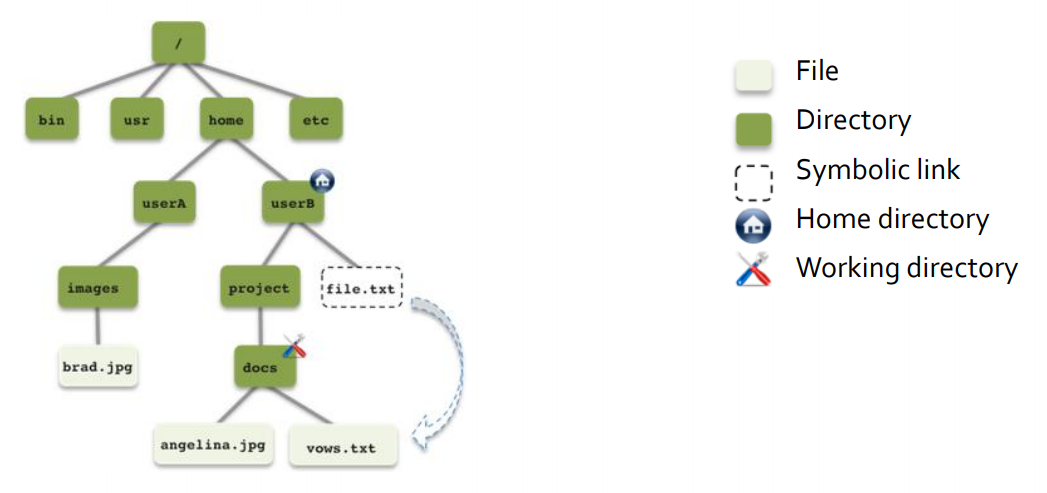 /
bin usr home etc
userA userB
images project file.txt
brad.jpg docs
angelina.jpg vows.txt
File
Directory
Symbolic link
Home directory
Working directory